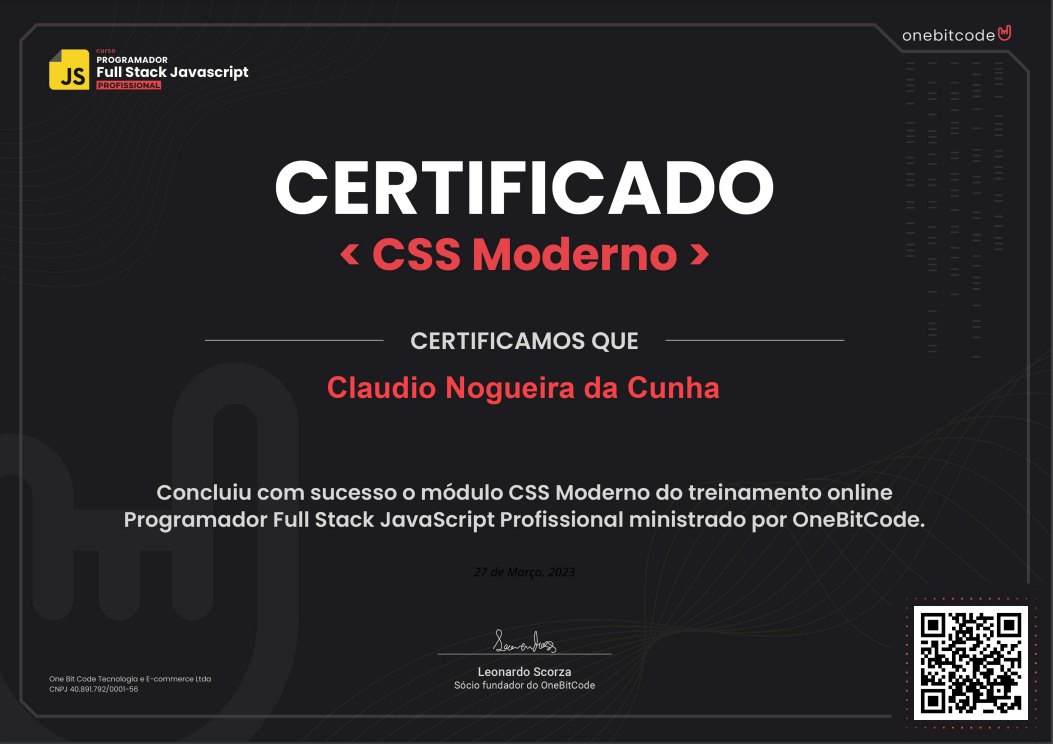 onebitcode
curso
PROGRAMADOR
Full Stack Javascript
PROFISSIONAL
JS
CERTIFICADO
< CSS Moderno >
CERTIFICAMOS QUE
Claudio Nogueira da Cunha
Concluiu com sucesso o módulo CSS Moderno do treinamento online
Programador Full Stack JavaScript Profissional ministrado por OneBitCode.
27 de Março, 2023
Leonardo Scorza
Sócio fundador do OneBitCode
One Bit Code Tecnologia e E-commerce Ltda
CNPJ 40.891.792/0001-56